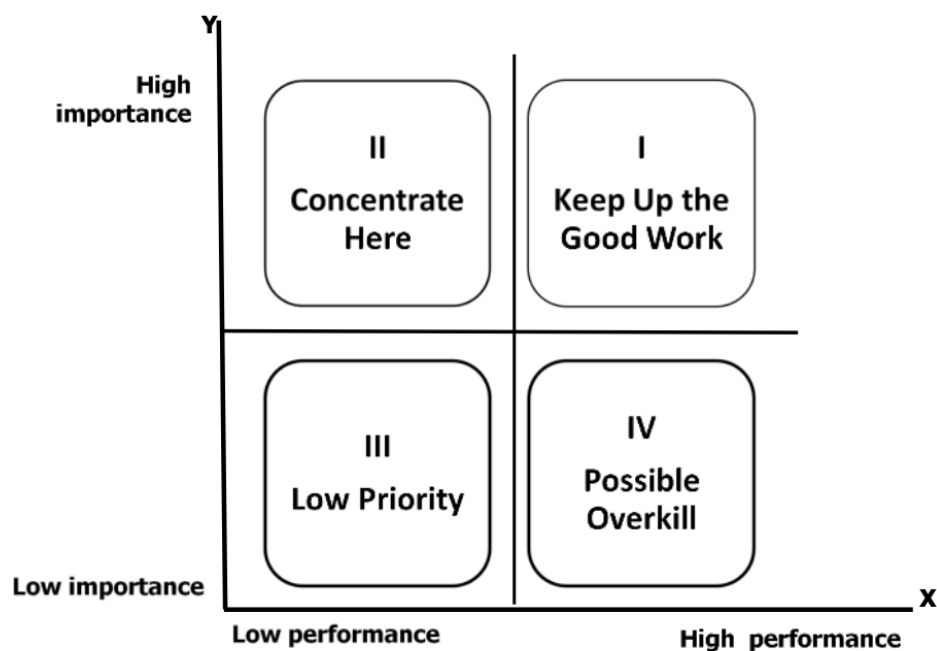 Y
High
importance
II
Concentrate
Here
I
Keep Up the
Good Work
III
Low Priority
IV
Possible
Overkill
Low importance
X
Low performance
High performance